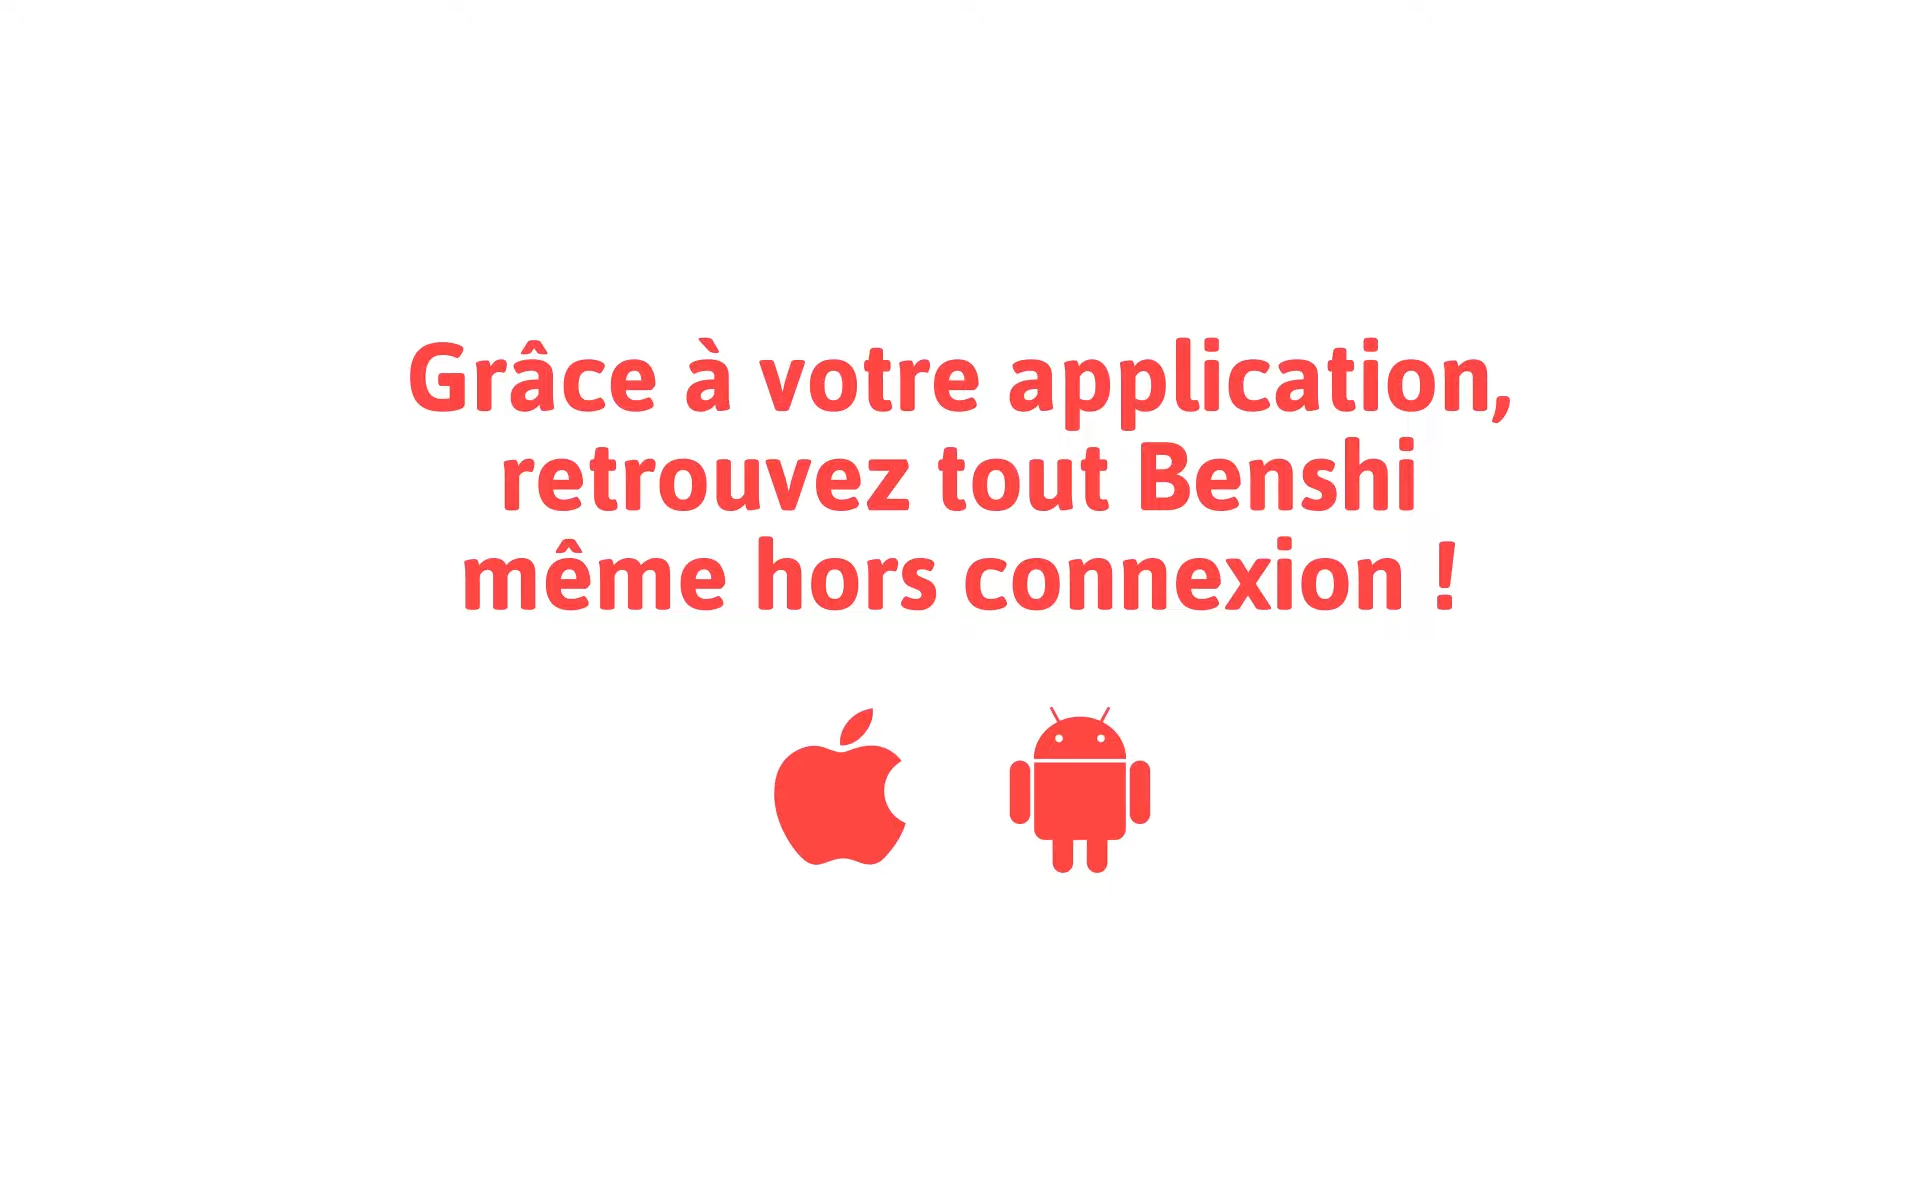 Grâce à votre application,
retrouvez tout Benshi
même hors connexion !